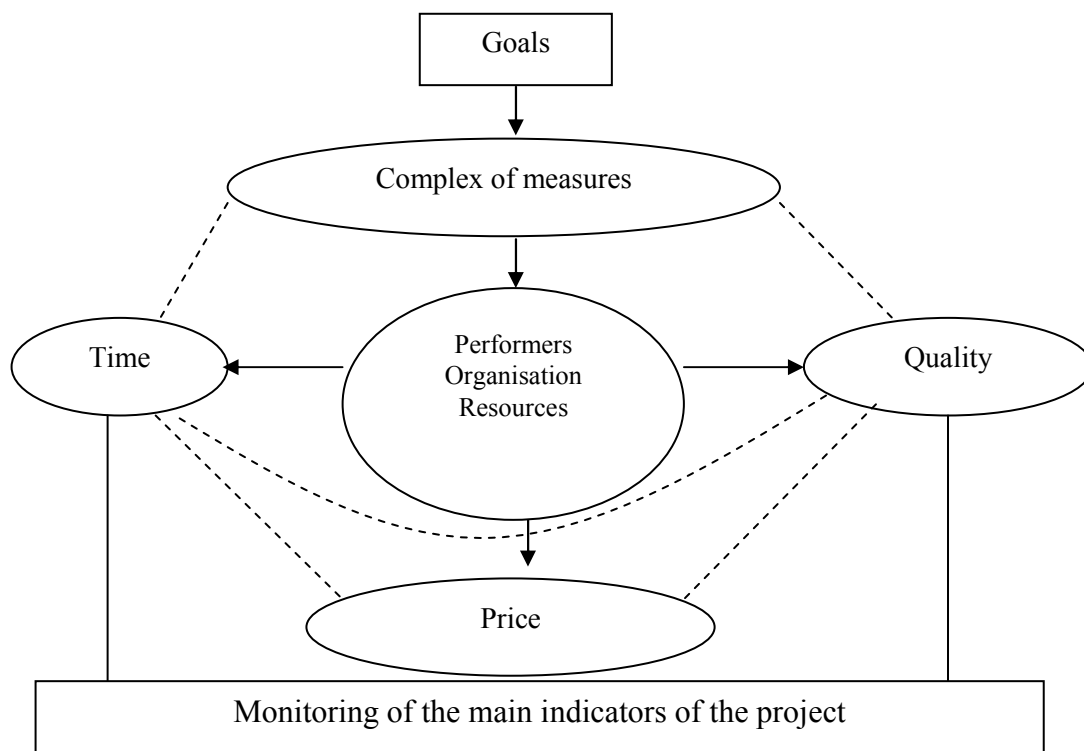 Goals
Complex of measures
Time
Performers
Organisation
Resources
Quality
Price
Monitoring of the main indicators of the project